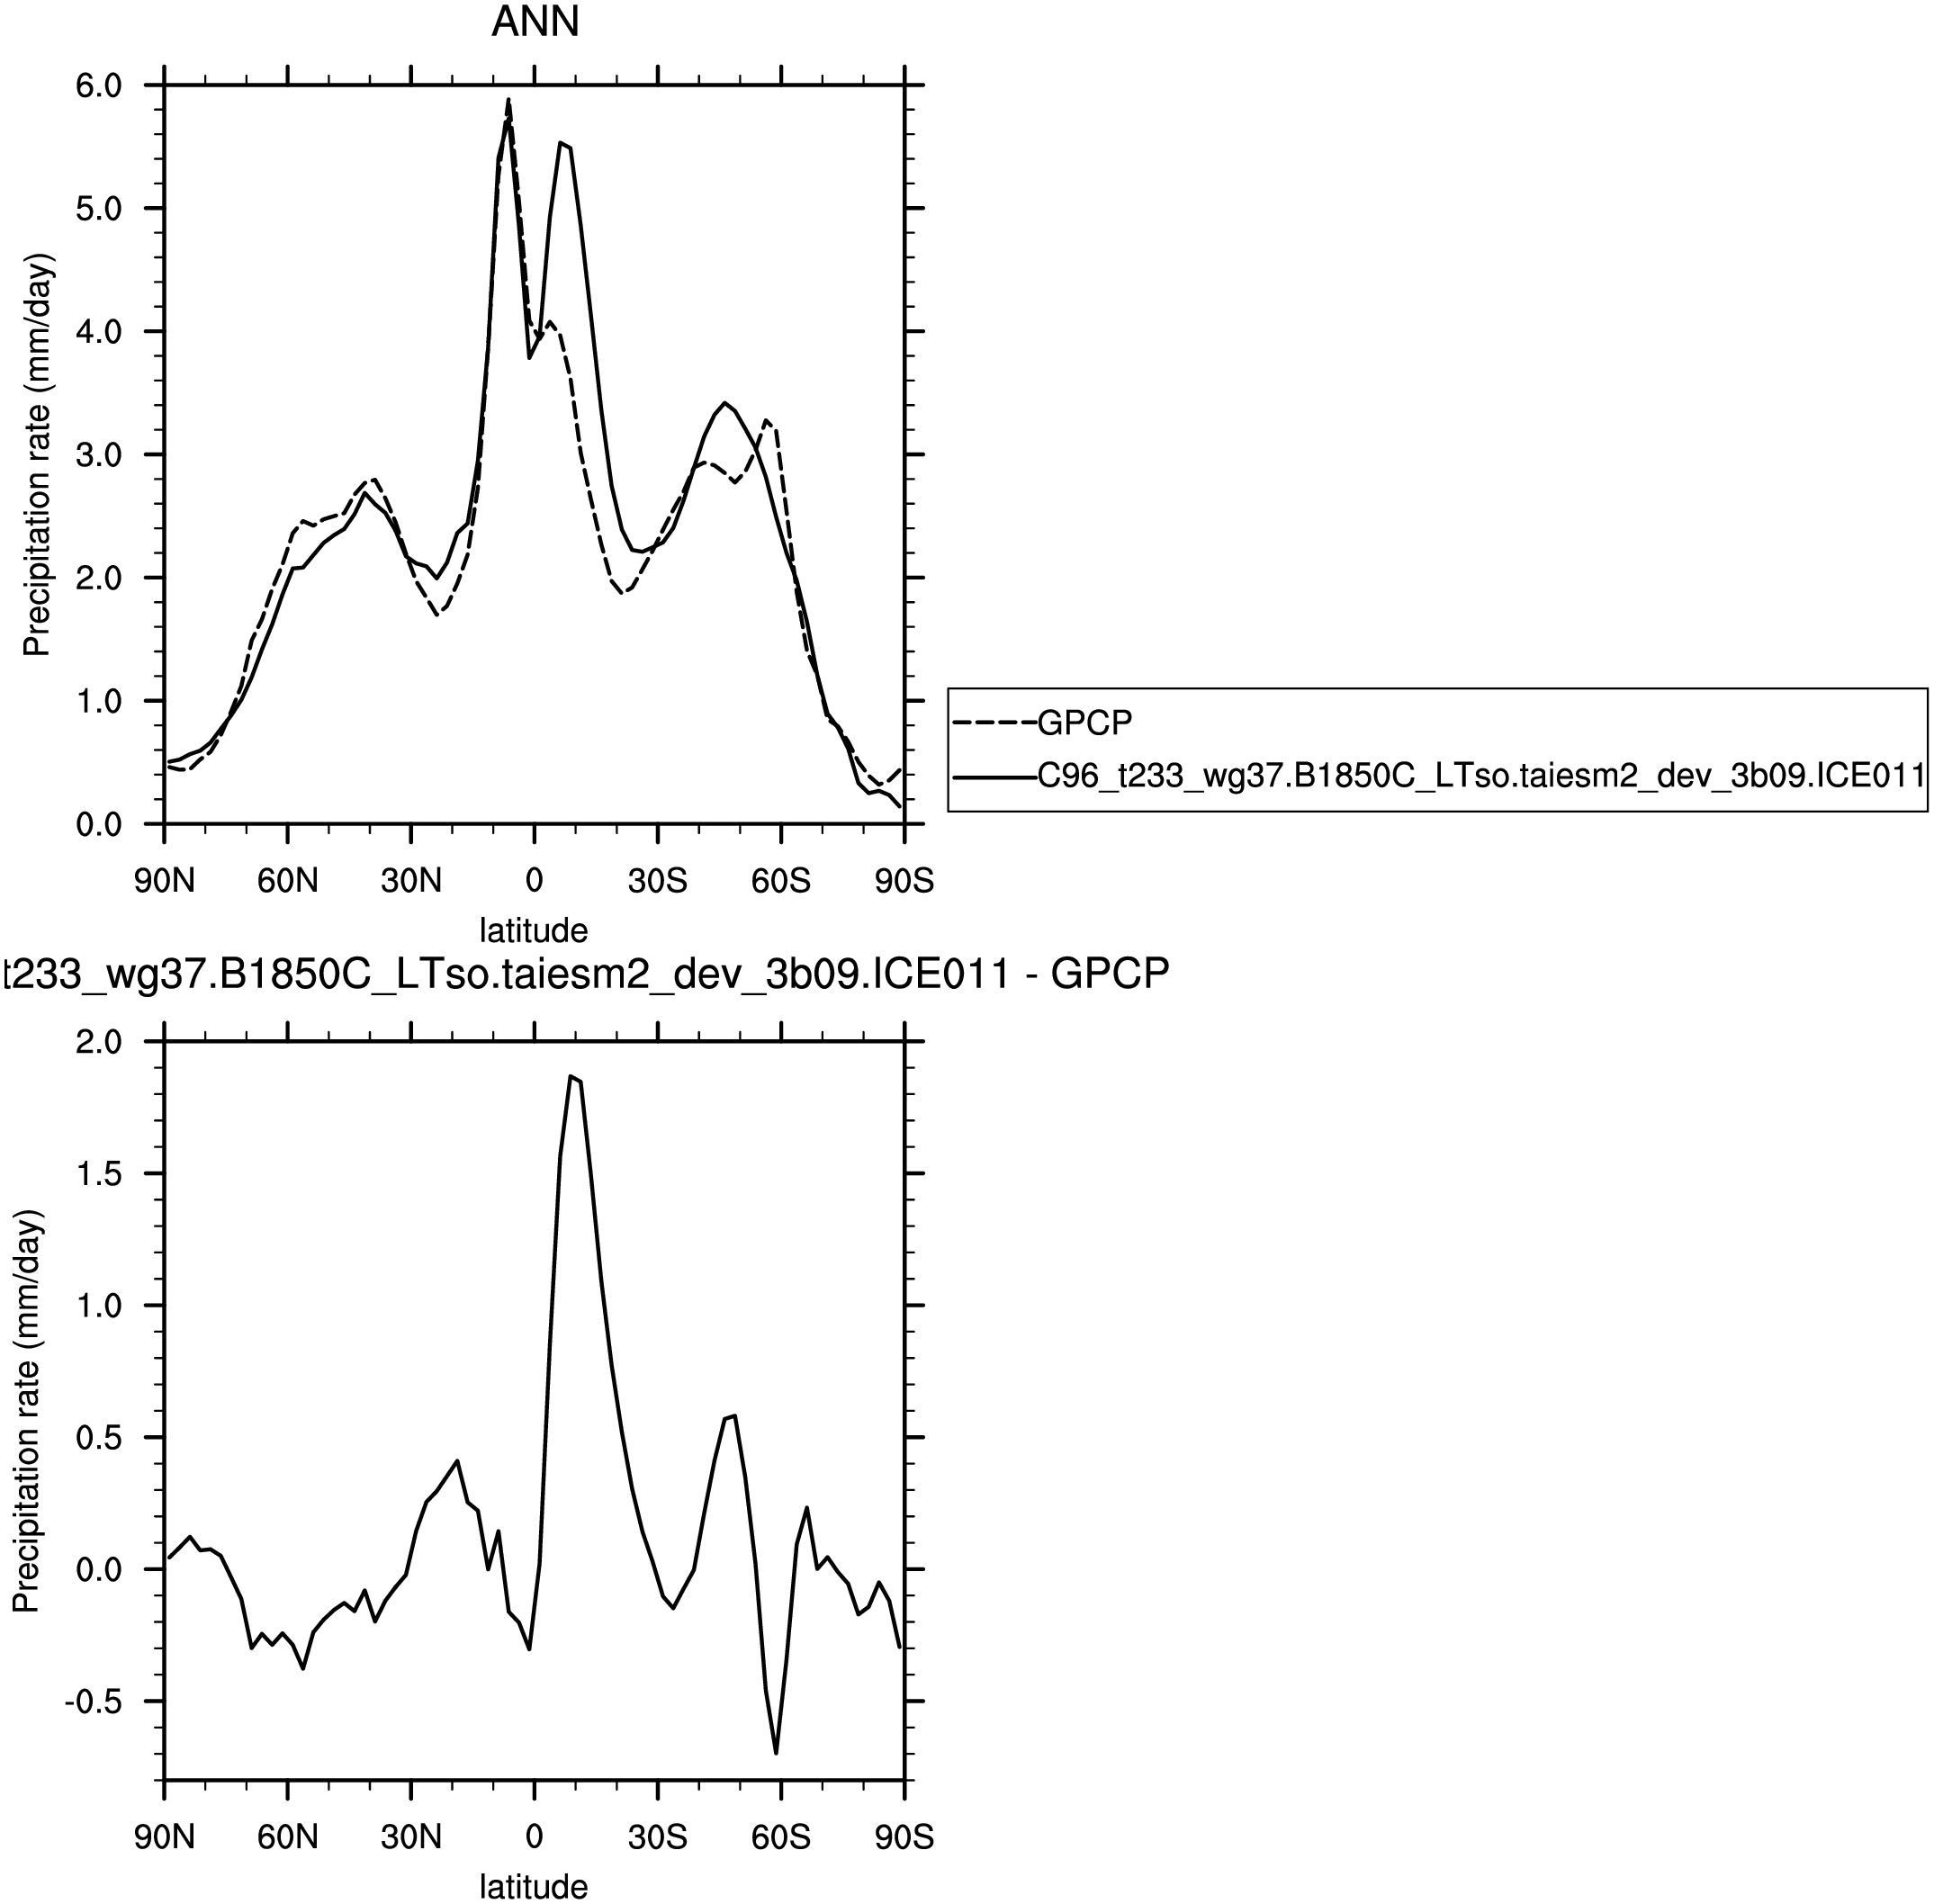 ANN
6.0
5.0
4.0
3.0
2.0
1.0
0.0
Precipitation rate (mm/day)
90N 60N 30N 0 30S 60S 90S
latitude
GPCP
C96_t233_wg37.B1850C_LTso.taiesm2_dev_3b09.ICE011
t233_wg37.B1850C_LTso.taiesm2_dev_3b09.ICE011 - GPCP
2.0
1.5
1.0
0.5
0.0
-0.5
Precipitation rate (mm/day)
90N 60N 30N 0 30S 60S 90S
latitude